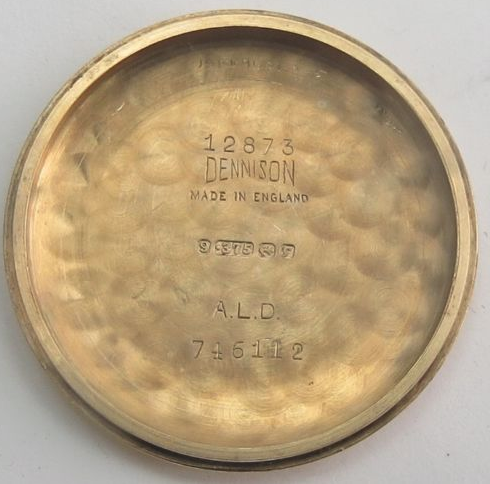 12873
DENNISON
MADE IN ENGLAND
9 .375
A.L.D.
746112